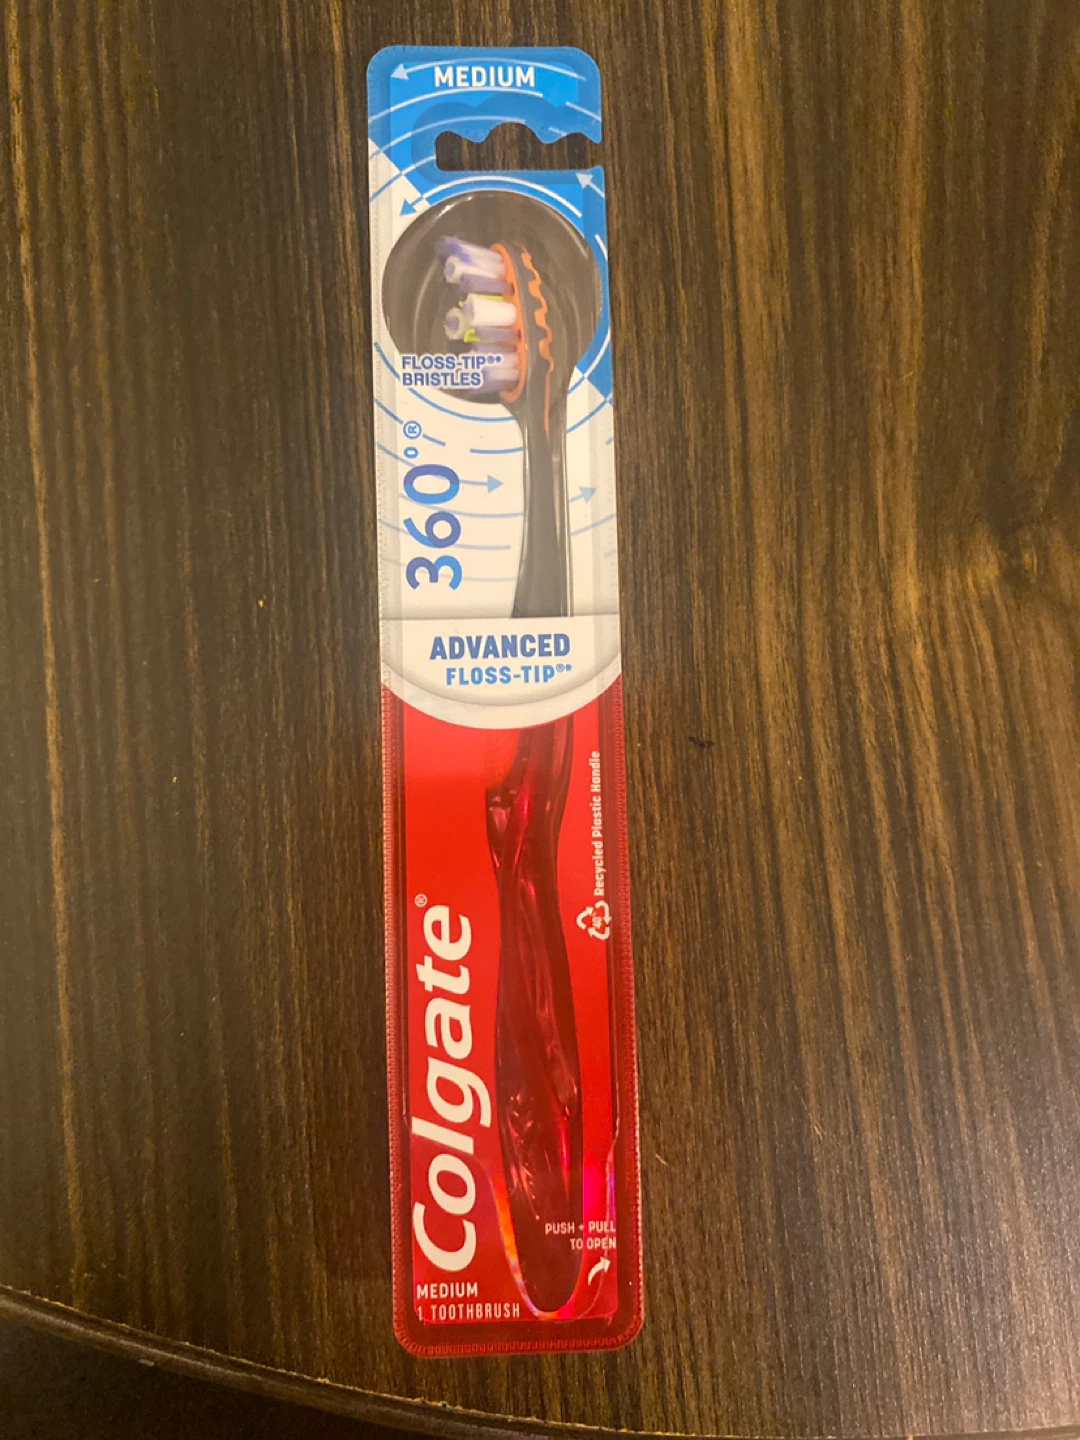 MEDIUM
FLOSS-TIP®*
BRISTLES
360°®
ADVANCED
FLOSS-TIP®*
Recycled Plastic Handle
40
Colgate®
PUSH + PULL
TO OPEN
MEDIUM
1 TOOTHBRUSH